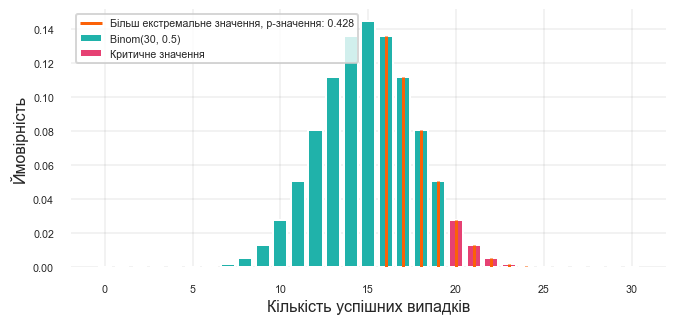 Більш екстремальне значення, p-значення: 0.428
Binom(30, 0.5)
Критичне значення
0.14
0.12
0.10
0.08
0.06
0.04
0.02
0.00
Ймовірність
0 5 10 15 20 25 30
Кількість успішних випадків